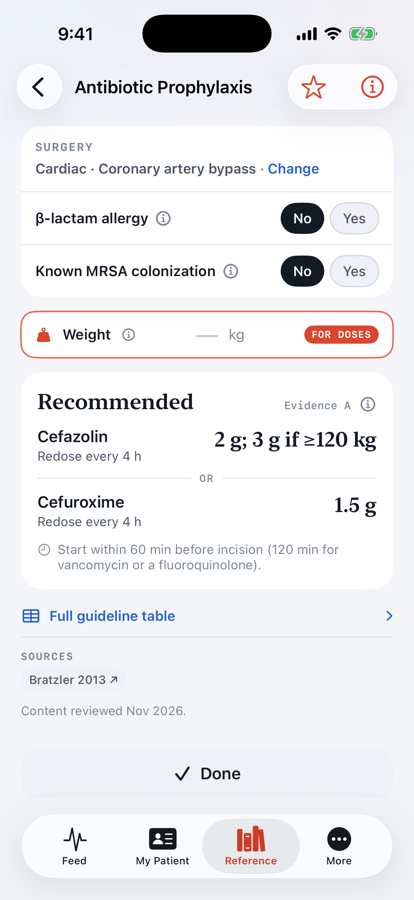 9:41
Antibiotic Prophylaxis
SURGERY
Cardiac · Coronary artery bypass · Change
β-lactam allergy No Yes
Known MRSA colonization No Yes
Weight — kg FOR DOSES
Recommended Evidence A
Cefazolin 2 g; 3 g if ≥120 kg
Redose every 4 h
OR
Cefuroxime 1.5 g
Redose every 4 h
Start within 60 min before incision (120 min for
vancomycin or a fluoroquinolone).
Full guideline table
SOURCES
Bratzler 2013 ↗
Content reviewed Nov 2026.
Done
Feed My Patient Reference More